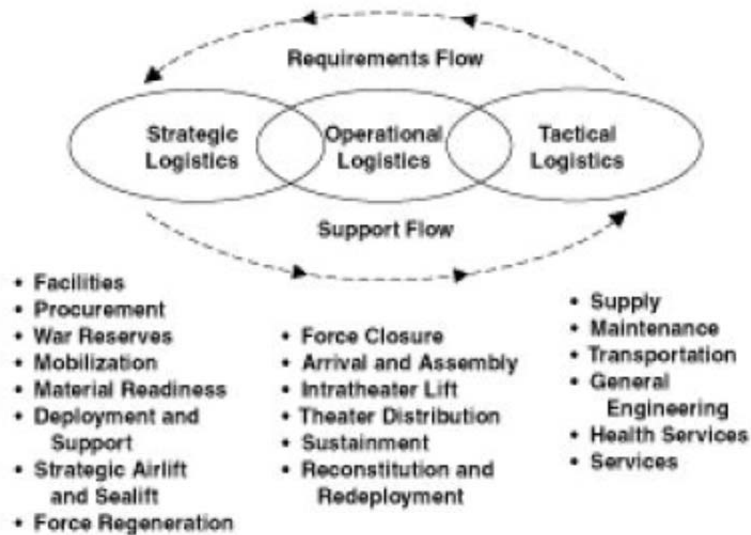 Requirements Flow
Strategic
Logistics
Operational
Logistics
Tactical
Logistics
Support Flow
• Facilities
• Procurement
• War Reserves
• Mobilization
• Material Readiness
• Deployment and
Support
• Strategic Airlift
and Sealift
• Force Regeneration
• Force Closure
• Arrival and Assembly
• Intratheater Lift
• Theater Distribution
• Sustainment
• Reconstitution and
Redeployment
• Supply
• Maintenance
• Transportation
• General
Engineering
• Health Services
• Services